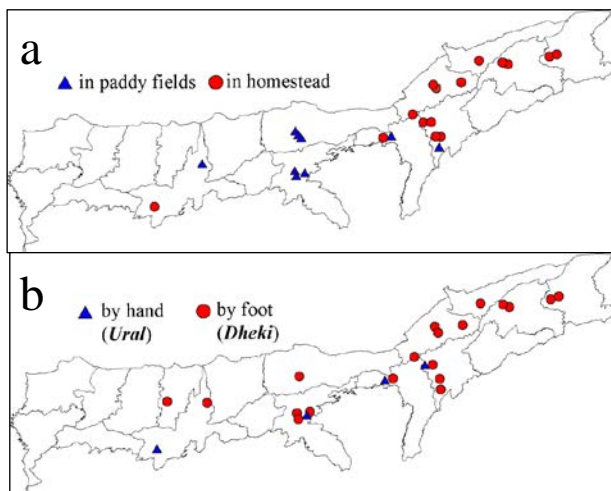 a
in paddy fields in homestead
b
by hand by foot
(Ural) (Dheki)